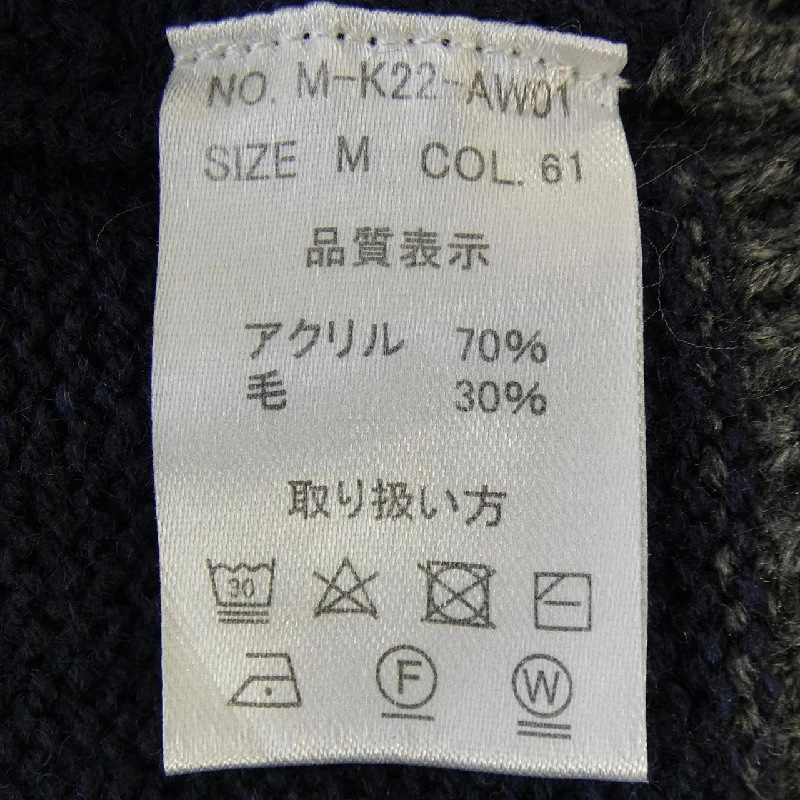 NO. M-K22-AW01
SIZE M COL. 61
品質表示
アクリル 70%
毛 30%
取り扱い方
30
F W